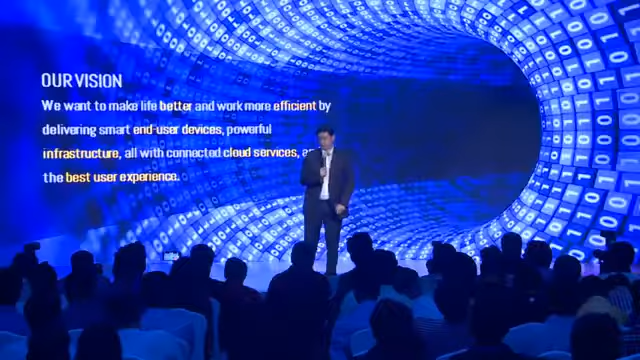 OUR VISION
We want to make life better and work more efficient by
delivering smart end-user devices, powerful
infrastructure, all with connected cloud services,
the best user experience.